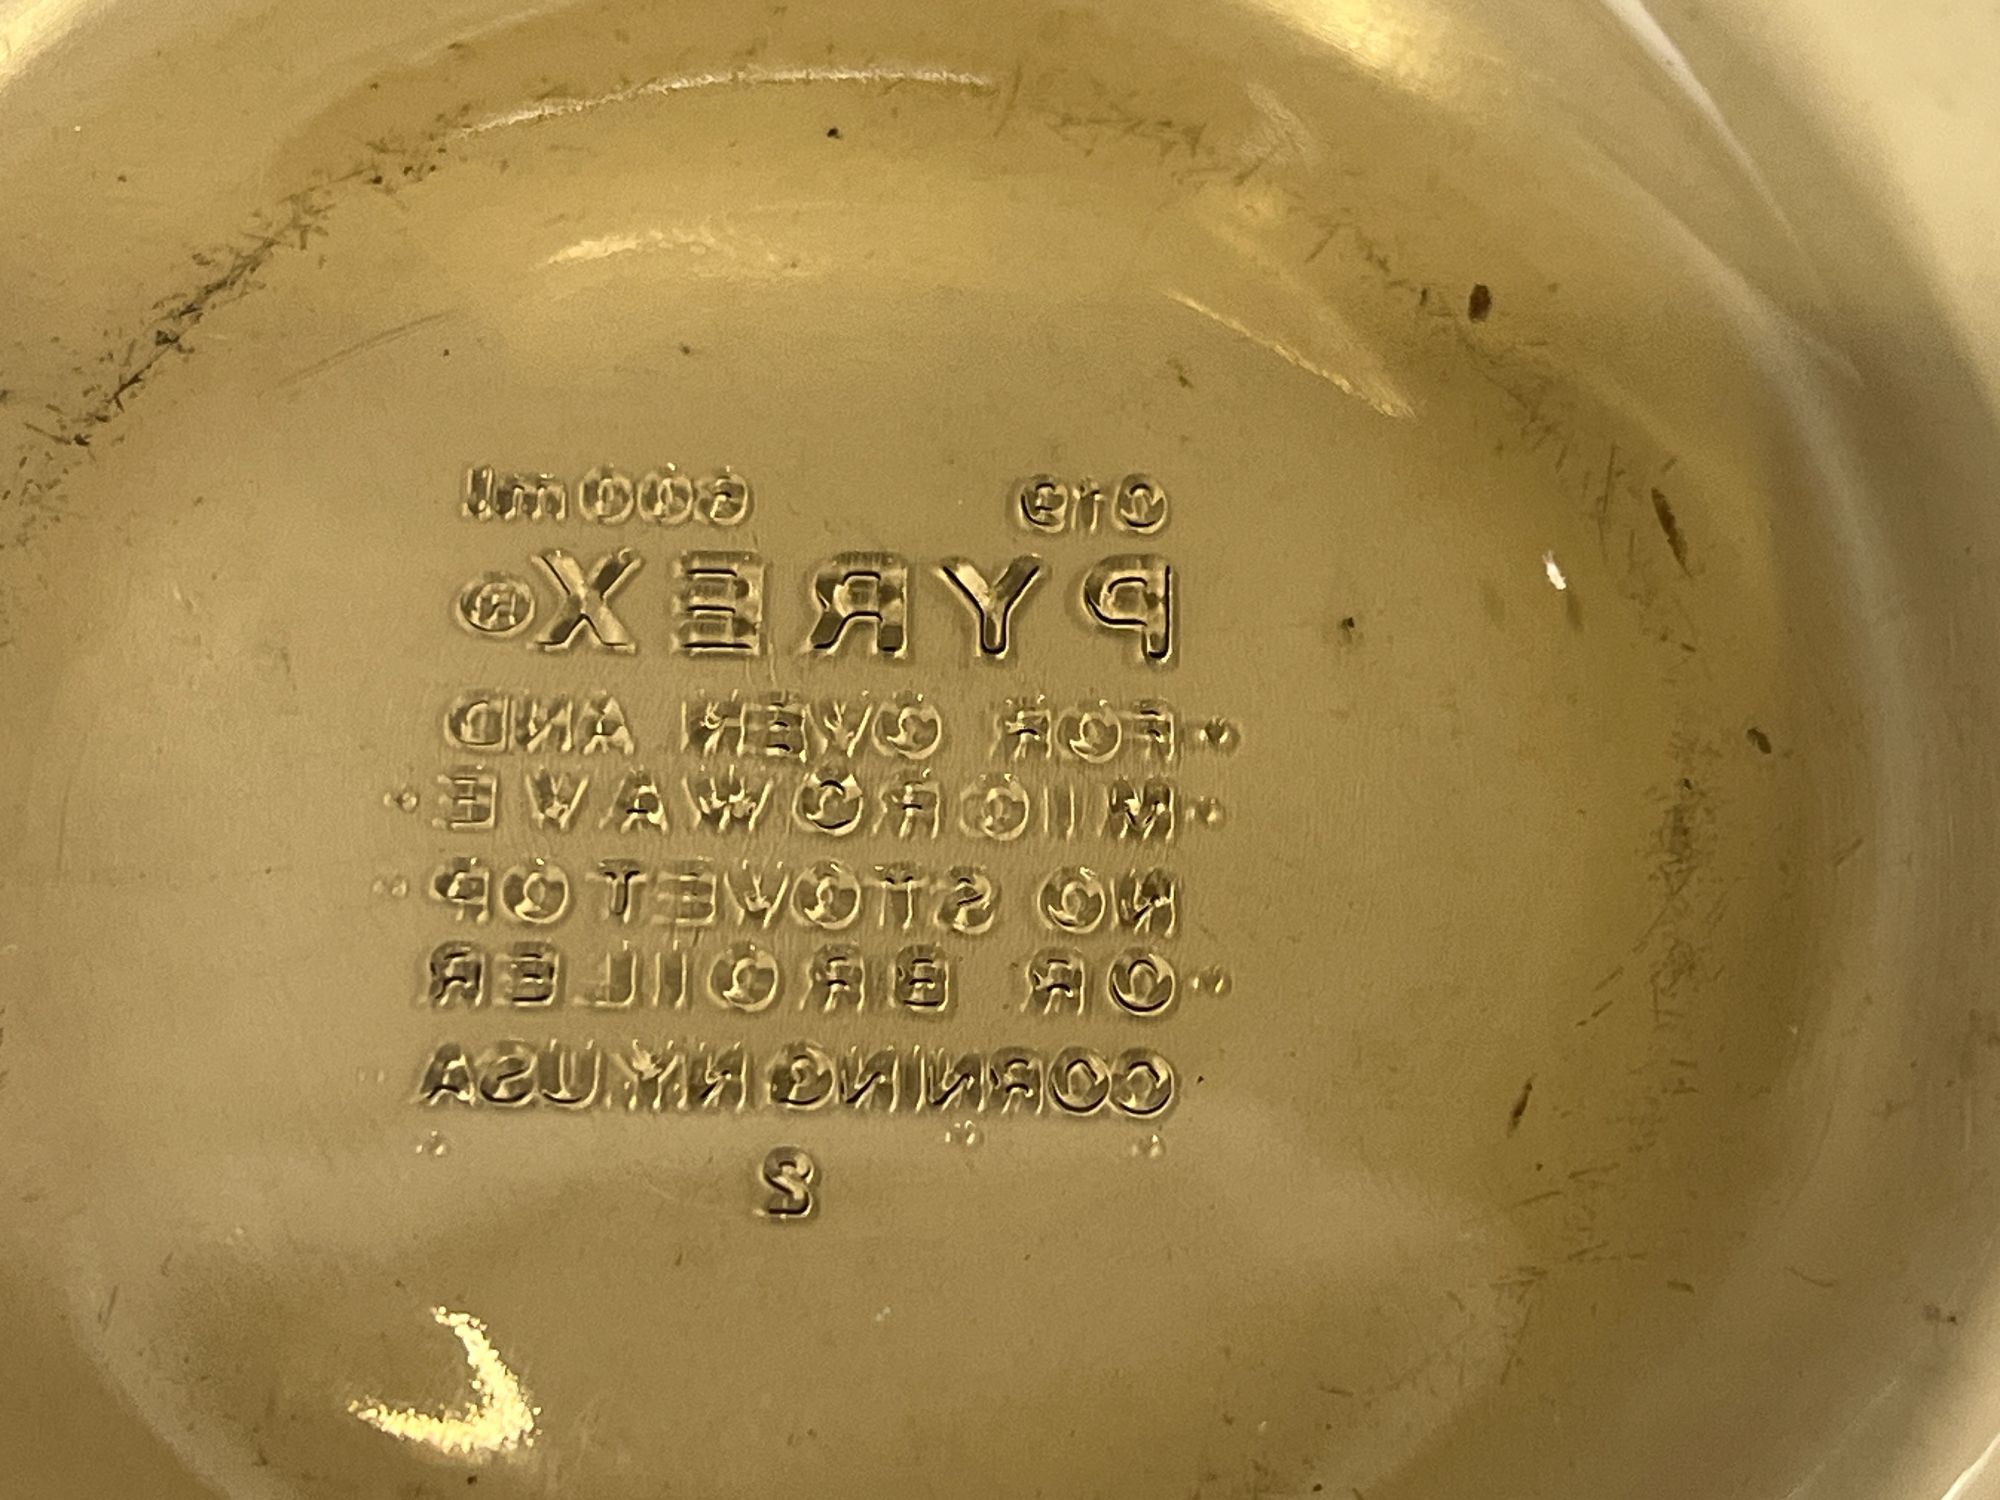 019 600 ml
PYREX®
FOR OVEN AND
MICROWAVE
NO STOVETOP
OR BROILER
CORNING NY USA
2